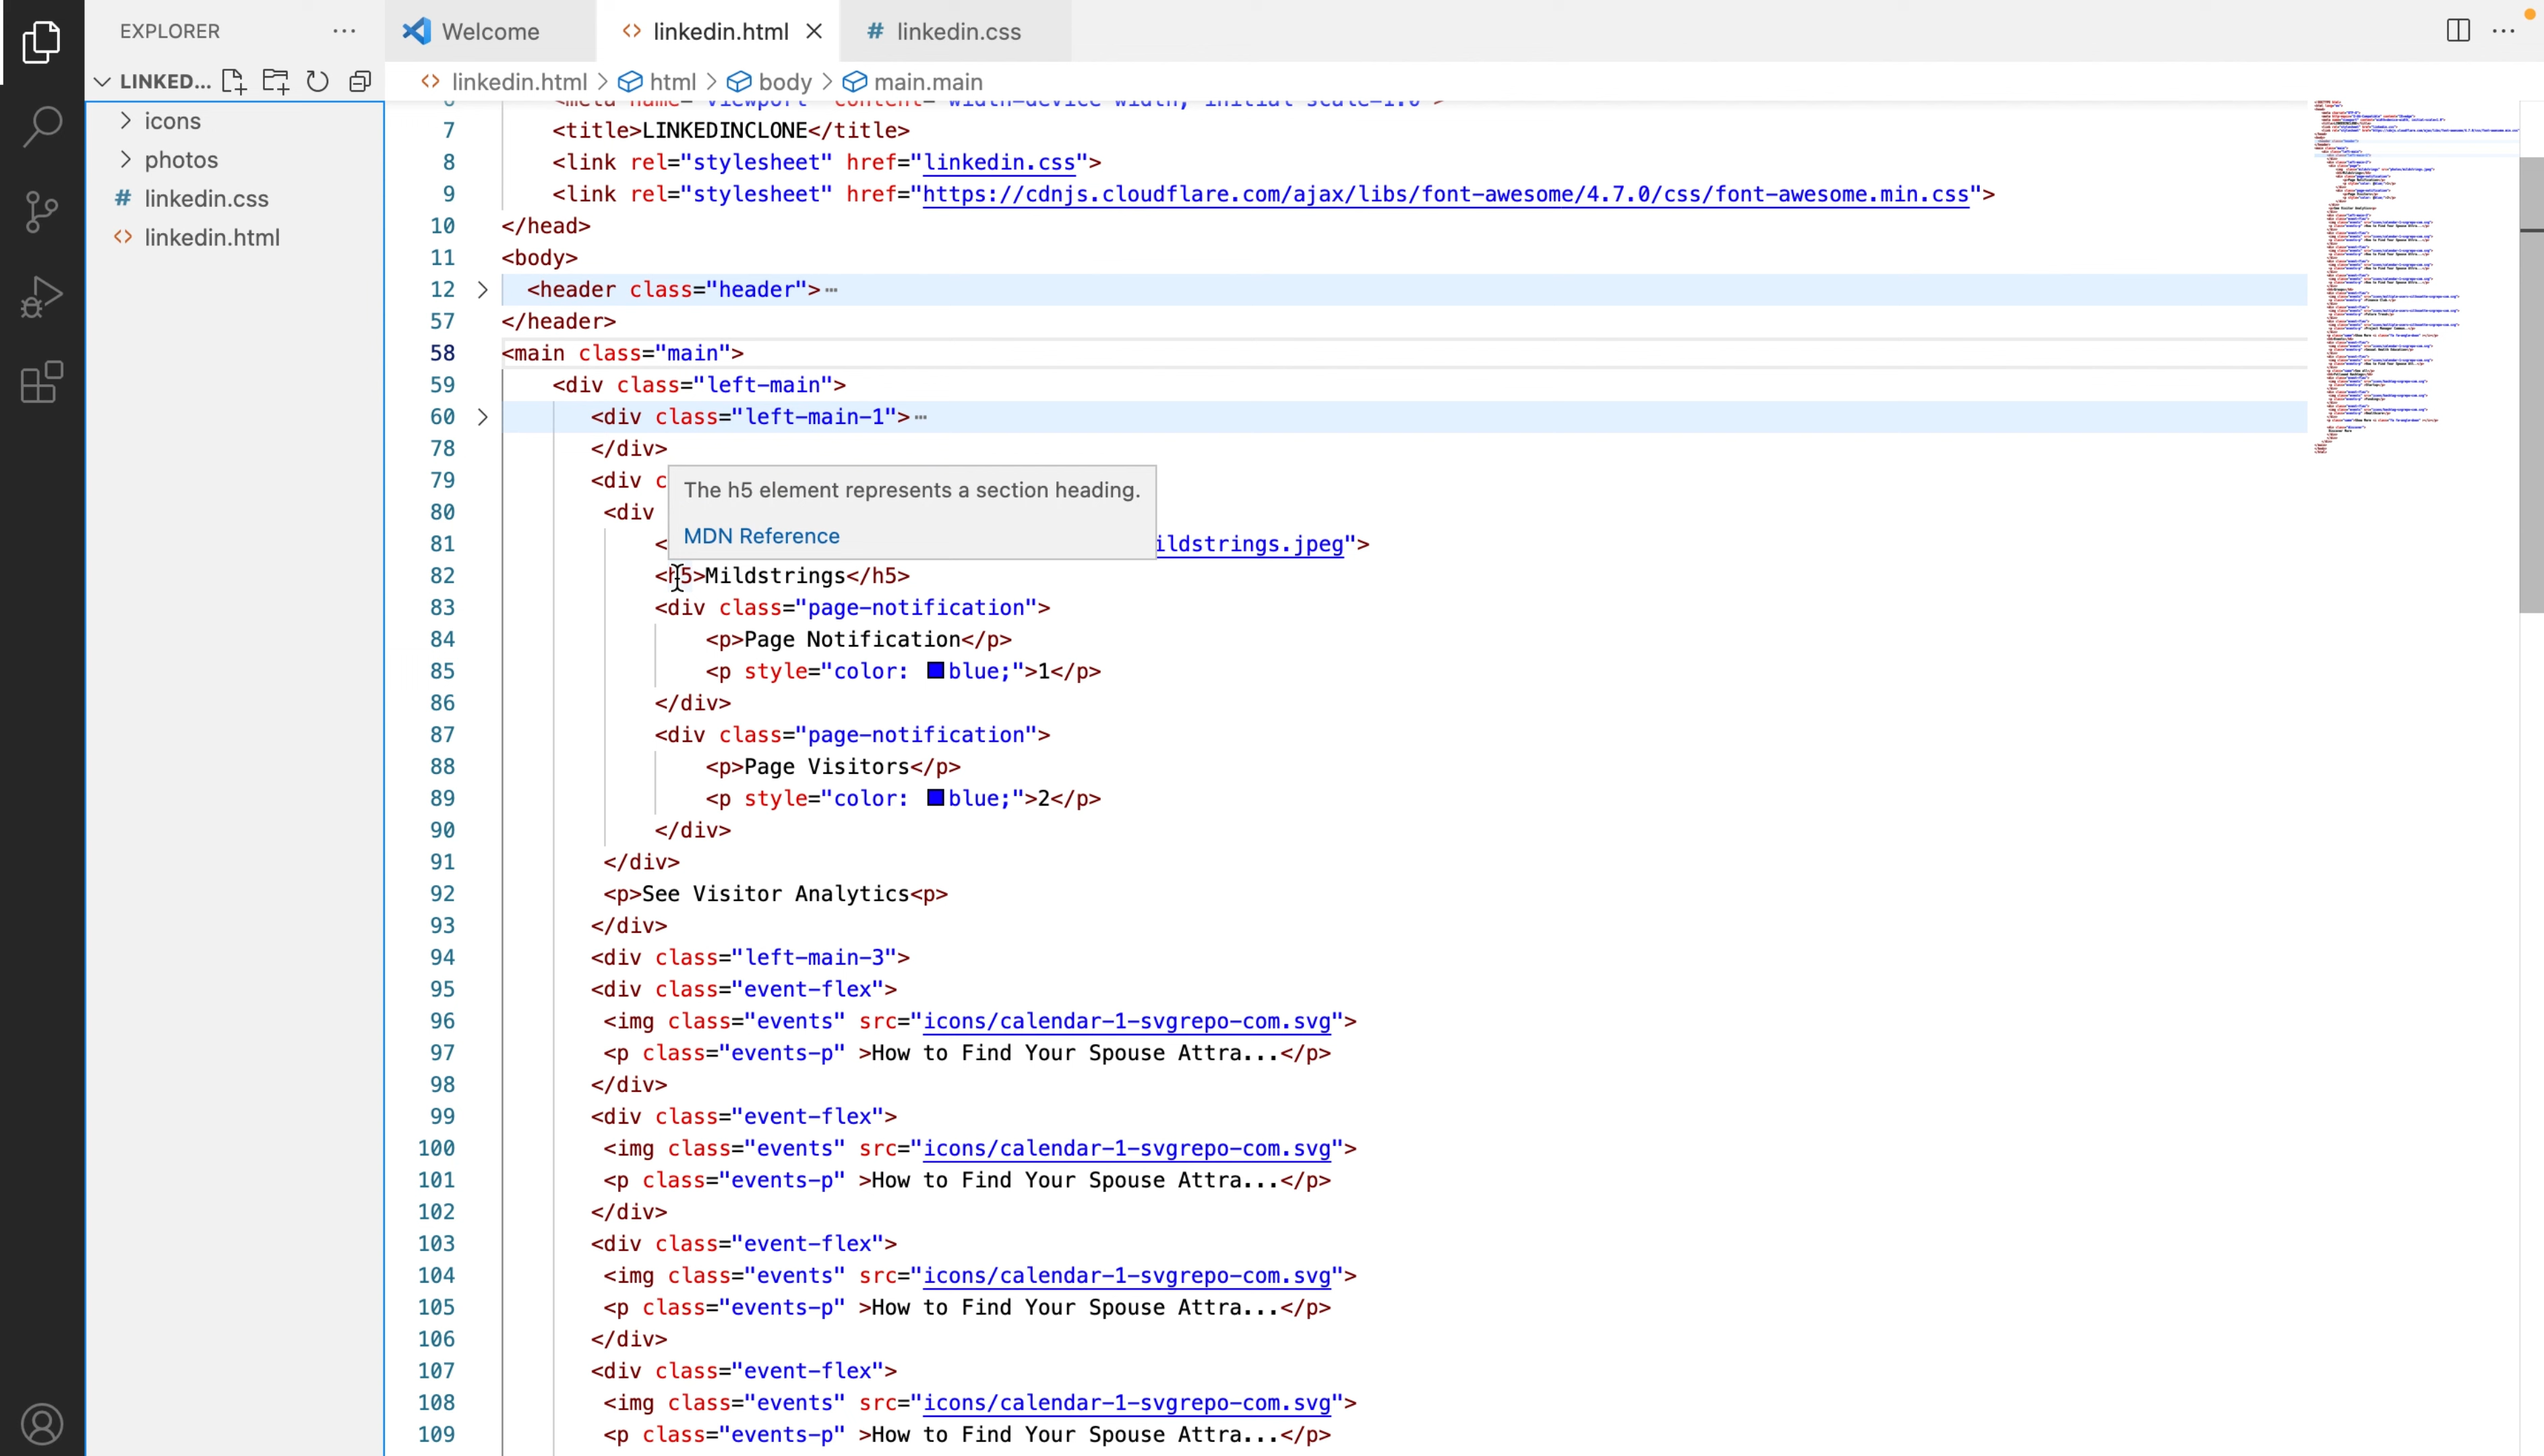 EXPLORER
Welcome
linkedin.html
# linkedin.css
LINKED...
linkedin.html > html > body > main.main
icons
photos
# linkedin.css
linkedin.html
7 <title>LINKEDINCLONE</title>
8 <link rel="stylesheet" href="linkedin.css">
9 <link rel="stylesheet" href="https://cdnjs.cloudflare.com/ajax/libs/font-awesome/4.7.0/css/font-awesome.min.css">
10 </head>
11 <body>
12 <header class="header">…
57 </header>
58 <main class="main">
59 <div class="left-main">
60 <div class="left-main-1">…
78 </div>
79 <div c
The h5 element represents a section heading.
80 <div
MDN Reference
81 < ildstrings.jpeg">
82 <h5>Mildstrings</h5>
83 <div class="page-notification">
84 <p>Page Notification</p>
85 <p style="color: blue;">1</p>
86 </div>
87 <div class="page-notification">
88 <p>Page Visitors</p>
89 <p style="color: blue;">2</p>
90 </div>
91 </div>
92 <p>See Visitor Analytics<p>
93 </div>
94 <div class="left-main-3">
95 <div class="event-flex">
96 <img class="events" src="icons/calendar-1-svgrepo-com.svg">
97 <p class="events-p" >How to Find Your Spouse Attra...</p>
98 </div>
99 <div class="event-flex">
100 <img class="events" src="icons/calendar-1-svgrepo-com.svg">
101 <p class="events-p" >How to Find Your Spouse Attra...</p>
102 </div>
103 <div class="event-flex">
104 <img class="events" src="icons/calendar-1-svgrepo-com.svg">
105 <p class="events-p" >How to Find Your Spouse Attra...</p>
106 </div>
107 <div class="event-flex">
108 <img class="events" src="icons/calendar-1-svgrepo-com.svg">
109 <p class="events-p" >How to Find Your Spouse Attra...</p>